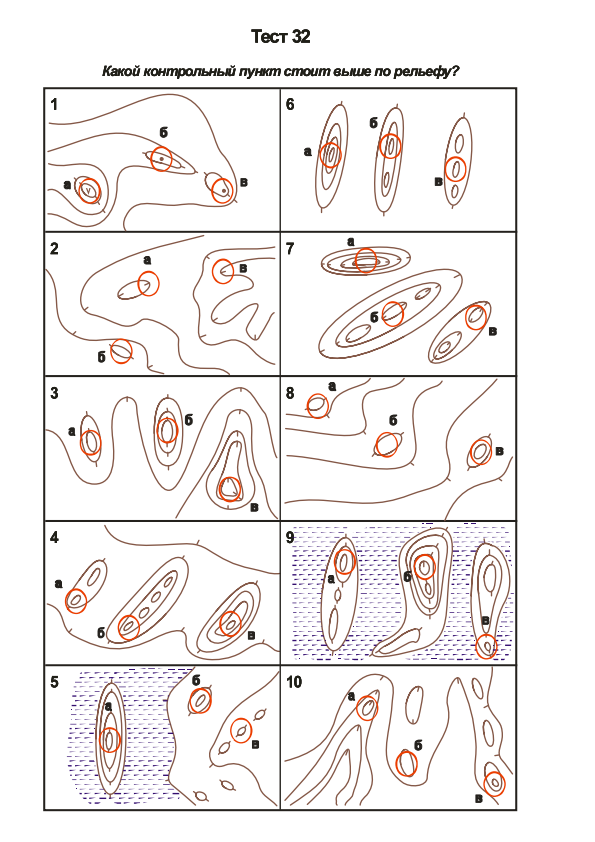 Тест 32
Какой контрольный пункт стоит выше по рельефу?
1
б
а
в
6
б
а
в
2
а
в
б
7
а
б
в
3
а
б
в
8
а
б
в
4
а
б
в
9
а
б
в
5
б
а
в
10
а
б
в